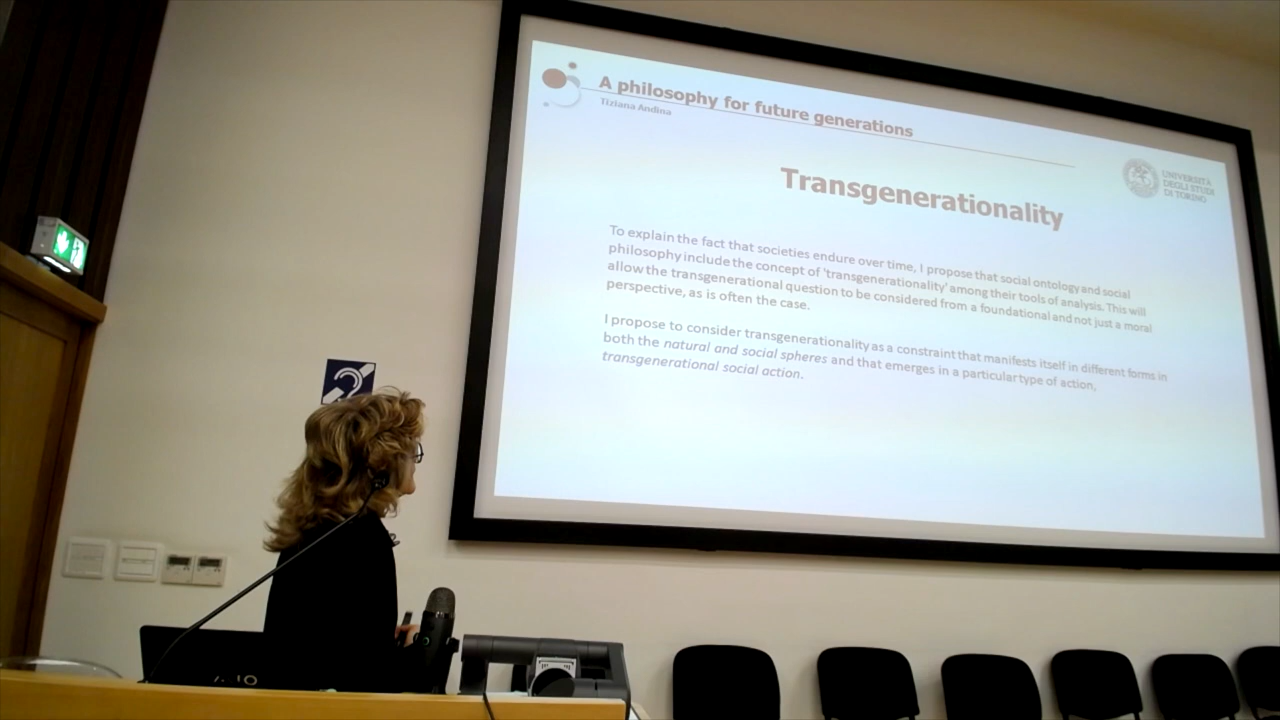 A philosophy for future generations
Tiziana Andina
UNIVERSITÀ
DEGLI STUDI
DI TORINO
Transgenerationality
To explain the fact that societies endure over time, I propose that social ontology and social
philosophy include the concept of 'transgenerationality' among their tools of analysis. This will
allow the transgenerational question to be considered from a foundational and not just a moral
perspective, as is often the case.
I propose to consider transgenerationality as a constraint that manifests itself in different forms in
both the natural and social spheres and that emerges in a particular type of action,
transgenerational social action.